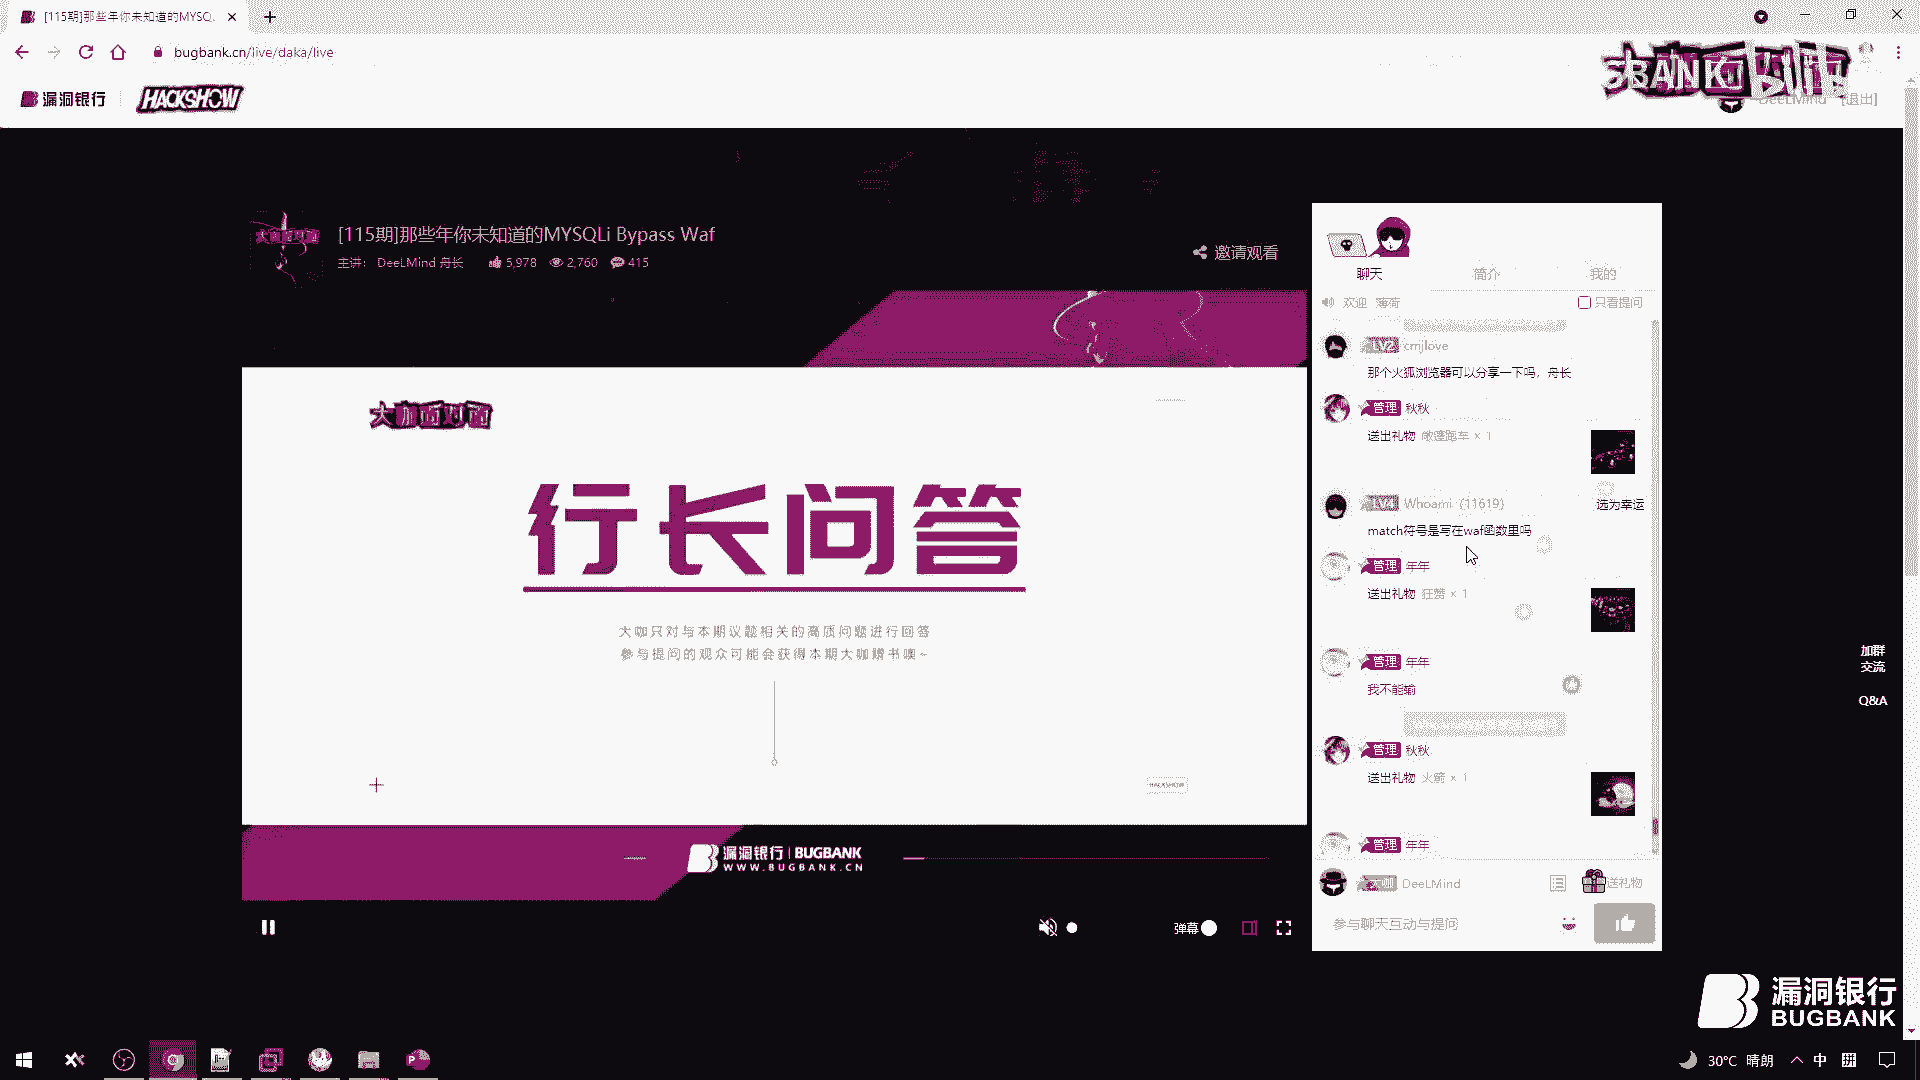 [115期]那些年你未知道的MYSQL
bugbank.cn/live/daka/live
漏洞银行
HACKSHOW
DeeLMind [退出]
[115期]那些年你未知道的MYSQLi Bypass Waf
主讲： DeeLMind 舟长
5,978
2,760
415
邀请观看
大咖面对面
行长问答
大咖只对与本期议题相关的高质问题进行回答
参与提问的观众可能会获得本期大咖赠书噢~
HACKSHOW
漏洞银行 | BUGBANK
WWW.BUGBANK.CN
弹幕
聊天
简介
我的
欢迎 薄荷
只看提问
LV2 cmjlove
那个火狐浏览器可以分享一下吗，舟长
管理 秋秋
送出礼物 敞篷跑车 × 1
LV4 Whoami (11619)
选为幸运
match符号是写在waf函数里吗
管理 年年
送出礼物 狂赞 × 1
管理 年年
我不能输
管理 秋秋
送出礼物 火箭 × 1
管理 年年
大咖 DeeLMind
送礼物
参与聊天互动与提问
加群
交流
Q&A
漏洞银行
BUGBANK
30°C 晴朗
中
拼